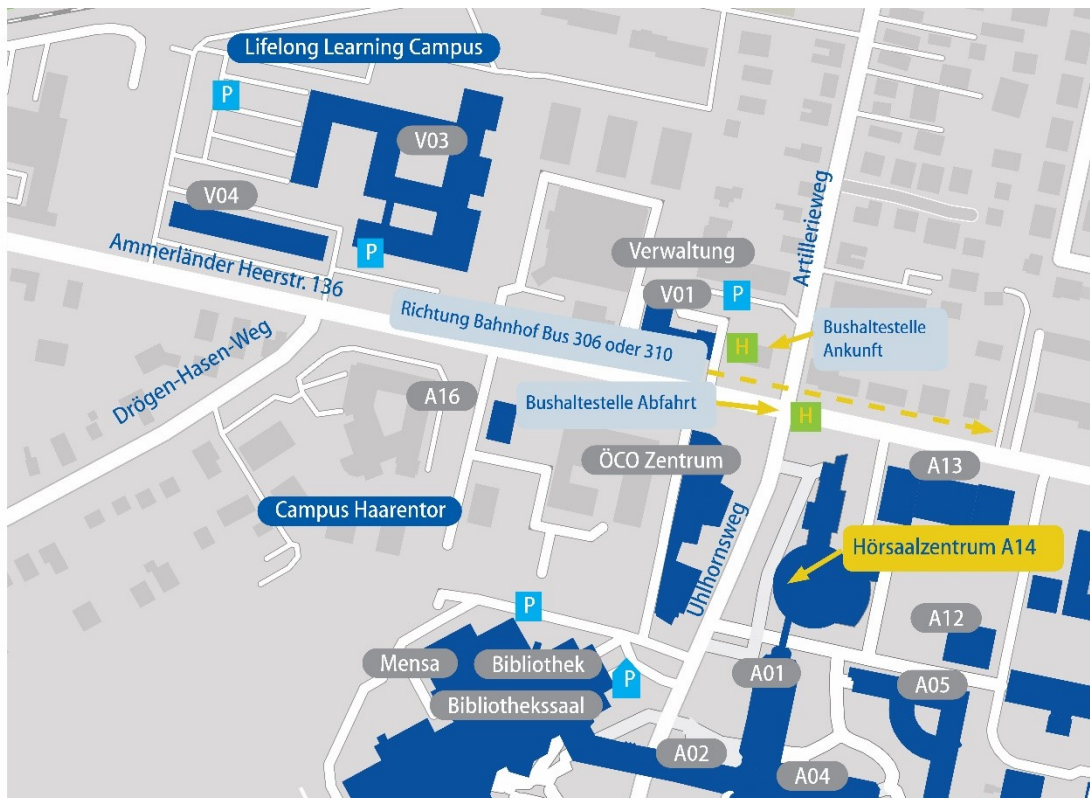 Lifelong Learning Campus
P
V03
V04
P
Ammerländer Heerstr. 136
Drögen-Hasen-Weg
Artillerieweg
Verwaltung
V01
P
Richtung Bahnhof Bus 306 oder 310
H
Bushaltestelle
Ankunft
A16
Bushaltestelle Abfahrt
H
ÖCO Zentrum
A13
Campus Haarentor
Uhlhornsweg
Hörsaalzentrum A14
P
A12
Mensa
Bibliothek
P
A01
A05
Bibliothekssaal
A02
A04